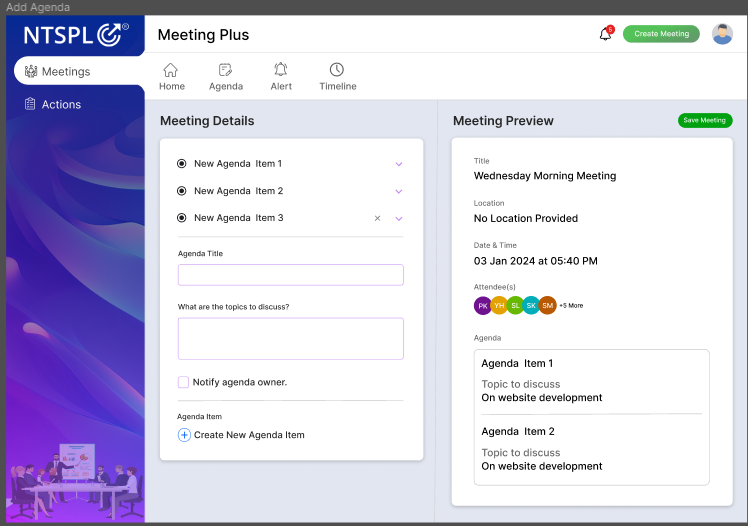 Add Agenda
NTSPL ®
Meeting Plus
5
Create Meeting
Meetings
Actions
Home
Agenda
Alert
Timeline
Meeting Details
New Agenda Item 1
New Agenda Item 2
New Agenda Item 3
Agenda Title
What are the topics to discuss?
Notify agenda owner.
Agenda Item
Create New Agenda Item
Meeting Preview
Save Meeting
Title
Wednesday Morning Meeting
Location
No Location Provided
Date & Time
03 Jan 2024 at 05:40 PM
Attendee(s)
PK YH SL SK SM +5 More
Agenda
Agenda Item 1
Topic to discuss
On website development
Agenda Item 2
Topic to discuss
On website development